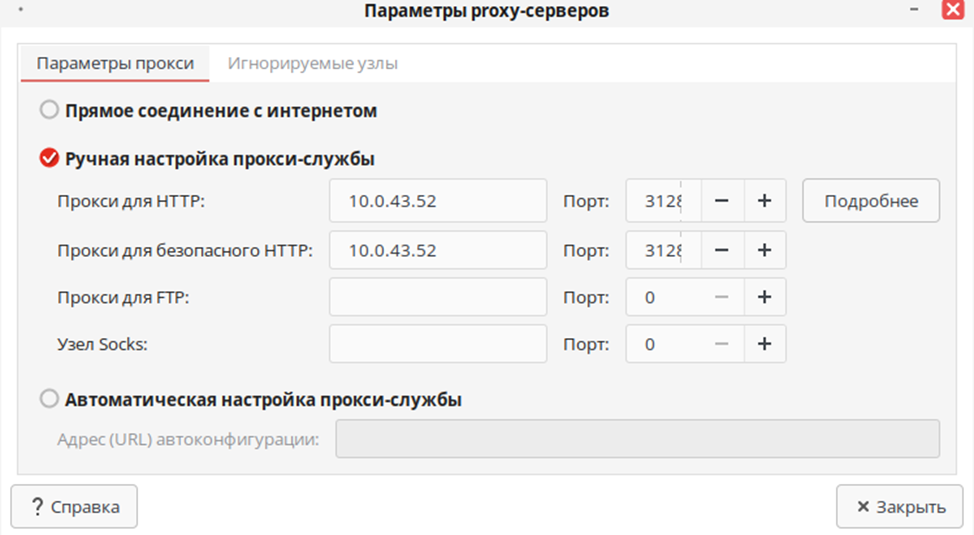 Параметры proxy-серверов
Параметры прокси Игнорируемые узлы
Прямое соединение с интернетом
Ручная настройка прокси-службы
Прокси для HTTP: 10.0.43.52 Порт: 3128 − + Подробнее
Прокси для безопасного HTTP: 10.0.43.52 Порт: 3128 − +
Прокси для FTP: Порт: 0 − +
Узел Socks: Порт: 0 − +
Автоматическая настройка прокси-службы
Адрес (URL) автоконфигурации:
? Справка × Закрыть